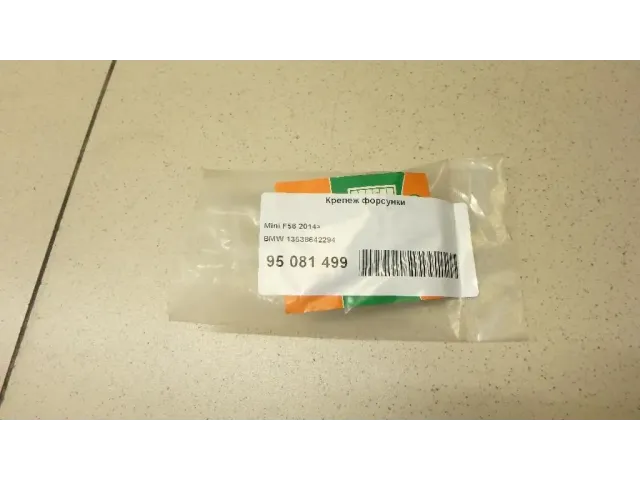 Крепеж форсунки
Mini F56 2014>
BMW 13538642294
95 081 499